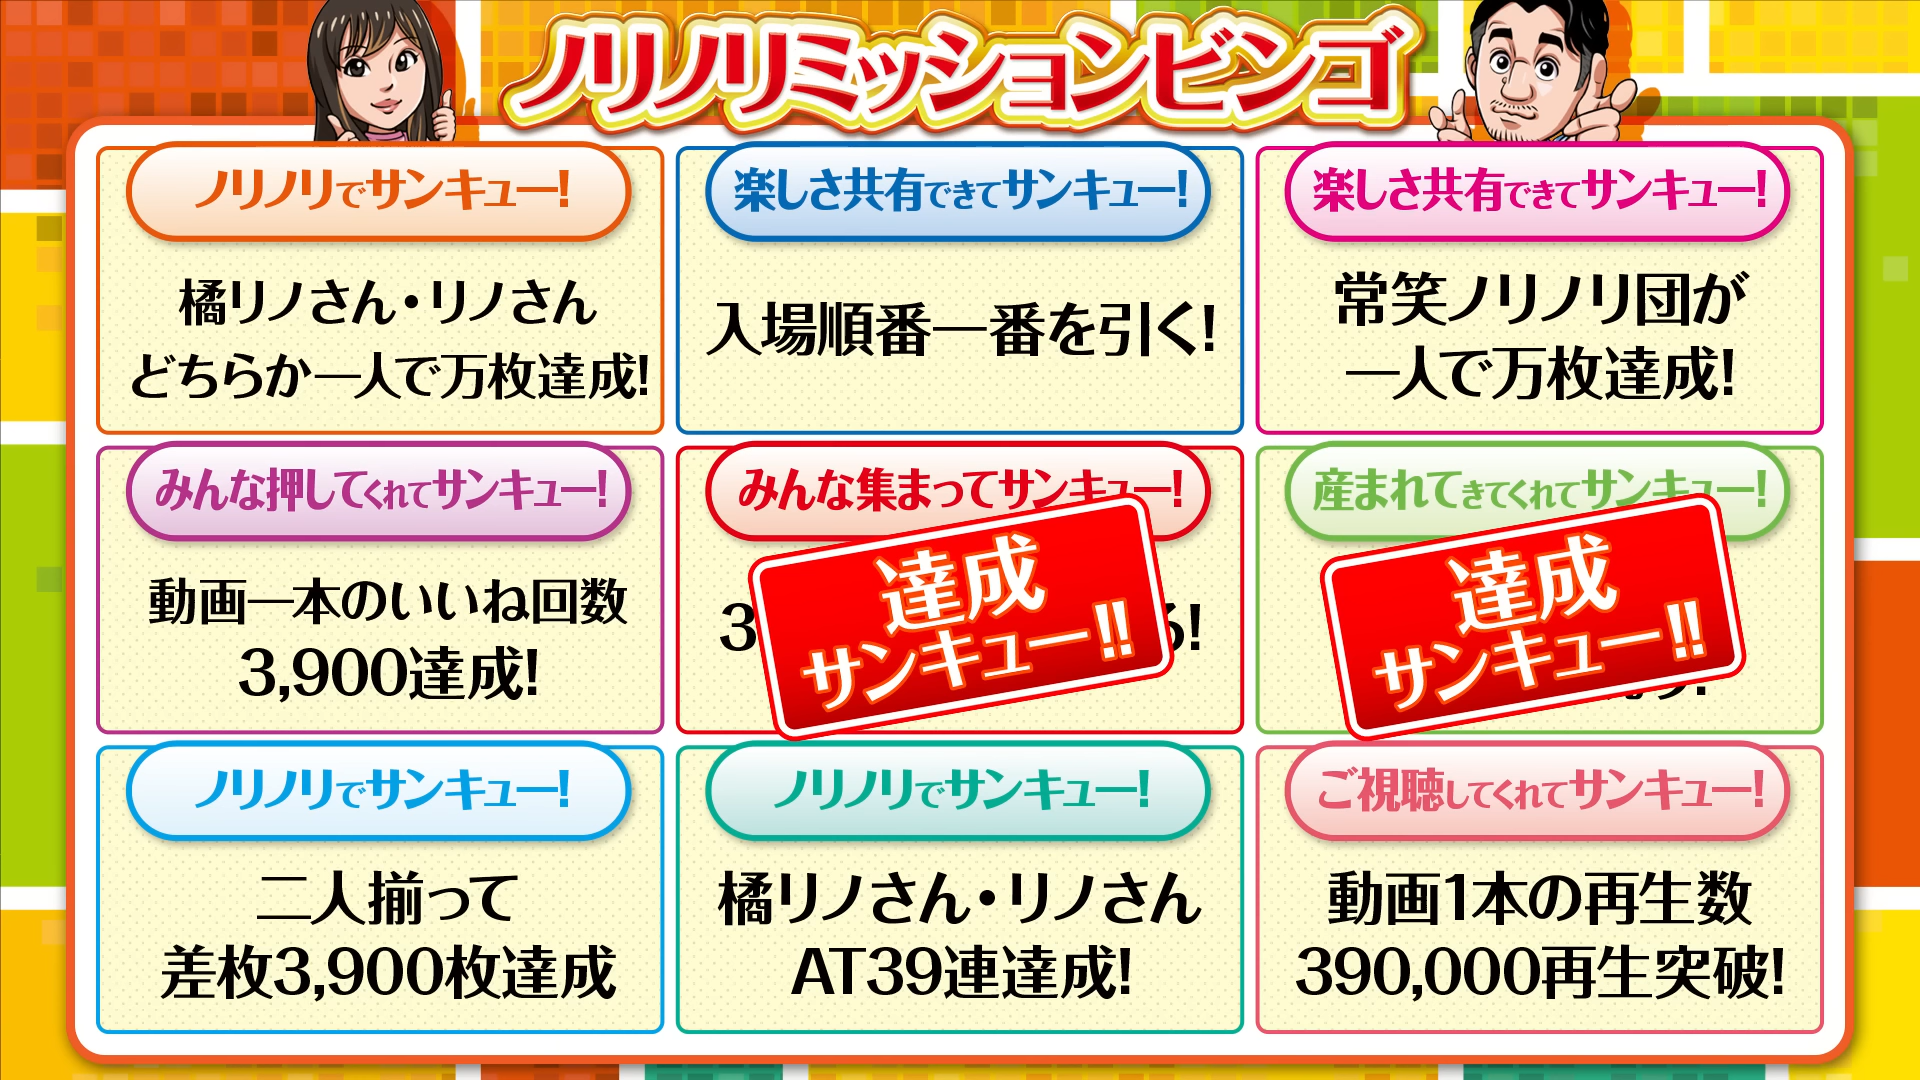 ノリノリミッションビンゴ
ノリノリでサンキュー!
橘リノさん・リノさん
どちらか一人で万枚達成!
楽しさ共有できてサンキュー!
入場順番一番を引く!
楽しさ共有できてサンキュー!
常笑ノリノリ団が
一人で万枚達成!
みんな押してくれてサンキュー!
動画一本のいいね回数
3,900達成!
みんな集まってサンキュー!
3
達成
サンキュー!!
産まれてきてくれてサンキュー!
達成
サンキュー!!
ノリノリでサンキュー!
二人揃って
差枚3,900枚達成
ノリノリでサンキュー!
橘リノさん・リノさん
AT39連達成!
ご視聴してくれてサンキュー!
動画1本の再生数
390,000再生突破!